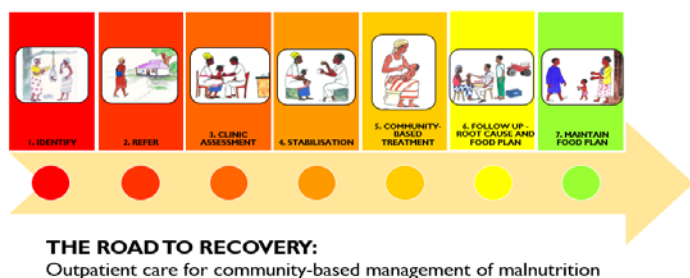 1. IDENTIFY
2. REFER
3. CLINIC
ASSESSMENT
4. STABILISATION
5. COMMUNITY-
BASED
TREATMENT
6. FOLLOW UP -
ROOT CAUSE AND
FOOD PLAN
7. MAINTAIN
FOOD PLAN
THE ROAD TO RECOVERY:
Outpatient care for community-based management of malnutrition